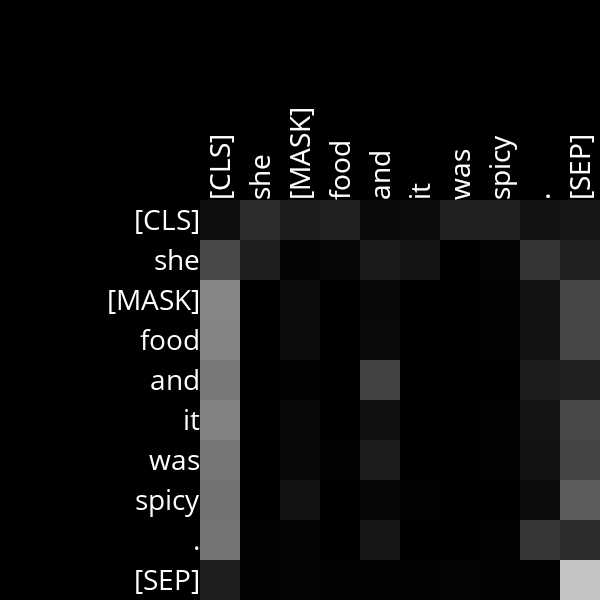 [CLS] she [MASK] food and it was spicy . [SEP]
[CLS]
she
[MASK]
food
and
it
was
spicy
.
[SEP]